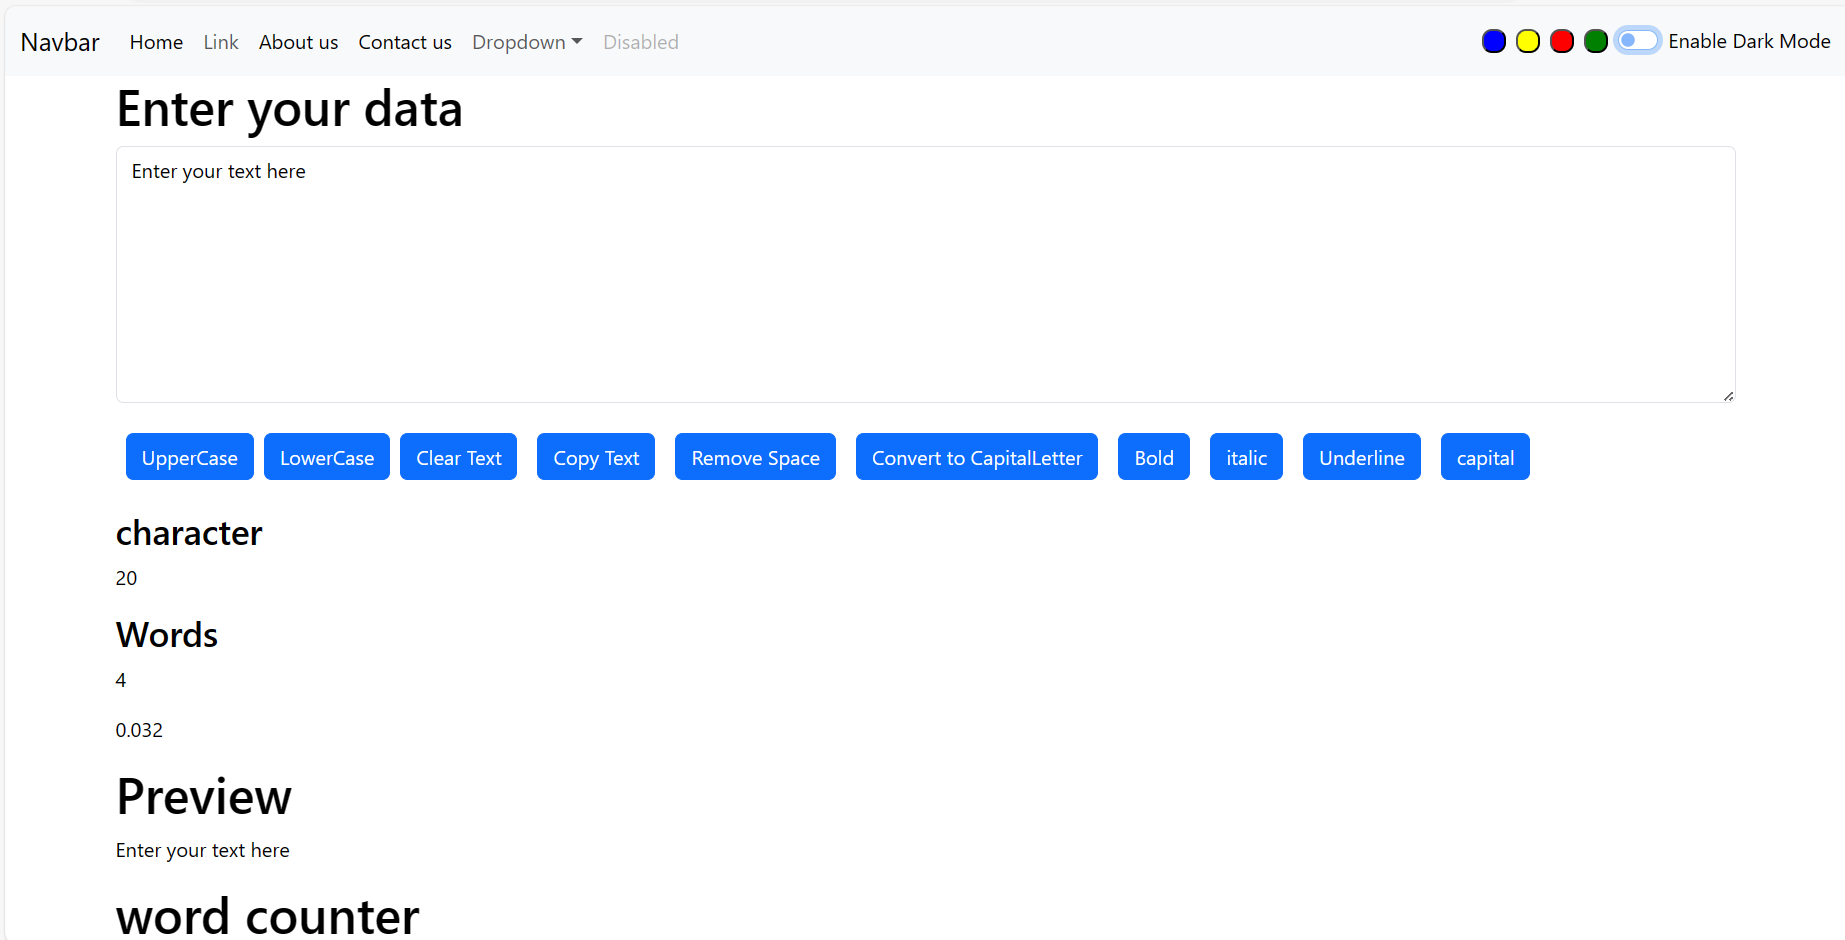 Navbar Home Link About us Contact us Dropdown Disabled Enable Dark Mode
Enter your data
Enter your text here
UpperCase LowerCase Clear Text Copy Text Remove Space Convert to CapitalLetter Bold italic Underline capital
character
20
Words
4
0.032
Preview
Enter your text here
word counter